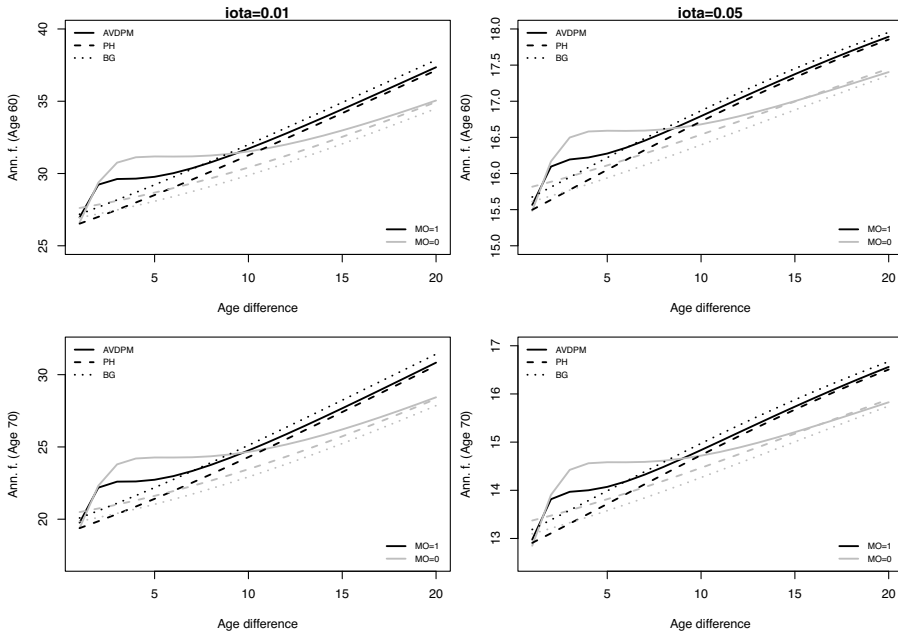 iota=0.01
Ann. f. (Age 60)
40
35
30
25
AVDPM
PH
BG
MO=1
MO=0
5
10
15
20
Age difference
iota=0.05
Ann. f. (Age 60)
18.0
17.5
17.0
16.5
16.0
15.5
15.0
AVDPM
PH
BG
MO=1
MO=0
5
10
15
20
Age difference
Ann. f. (Age 70)
30
25
20
AVDPM
PH
BG
MO=1
MO=0
5
10
15
20
Age difference
Ann. f. (Age 70)
17
16
15
14
13
AVDPM
PH
BG
MO=1
MO=0
5
10
15
20
Age difference